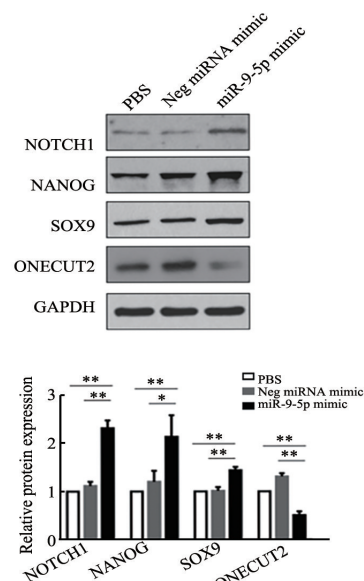 PBS
Neg miRNA mimic
miR-9-5p mimic
NOTCH1
NANOG
SOX9
ONECUT2
GAPDH
Relative protein expression
3
2
1
0
** ** ** * ** ** ** **
PBS
Neg miRNA mimic
miR-9-5p mimic
NOTCH1
NANOG
SOX9
ONECUT2